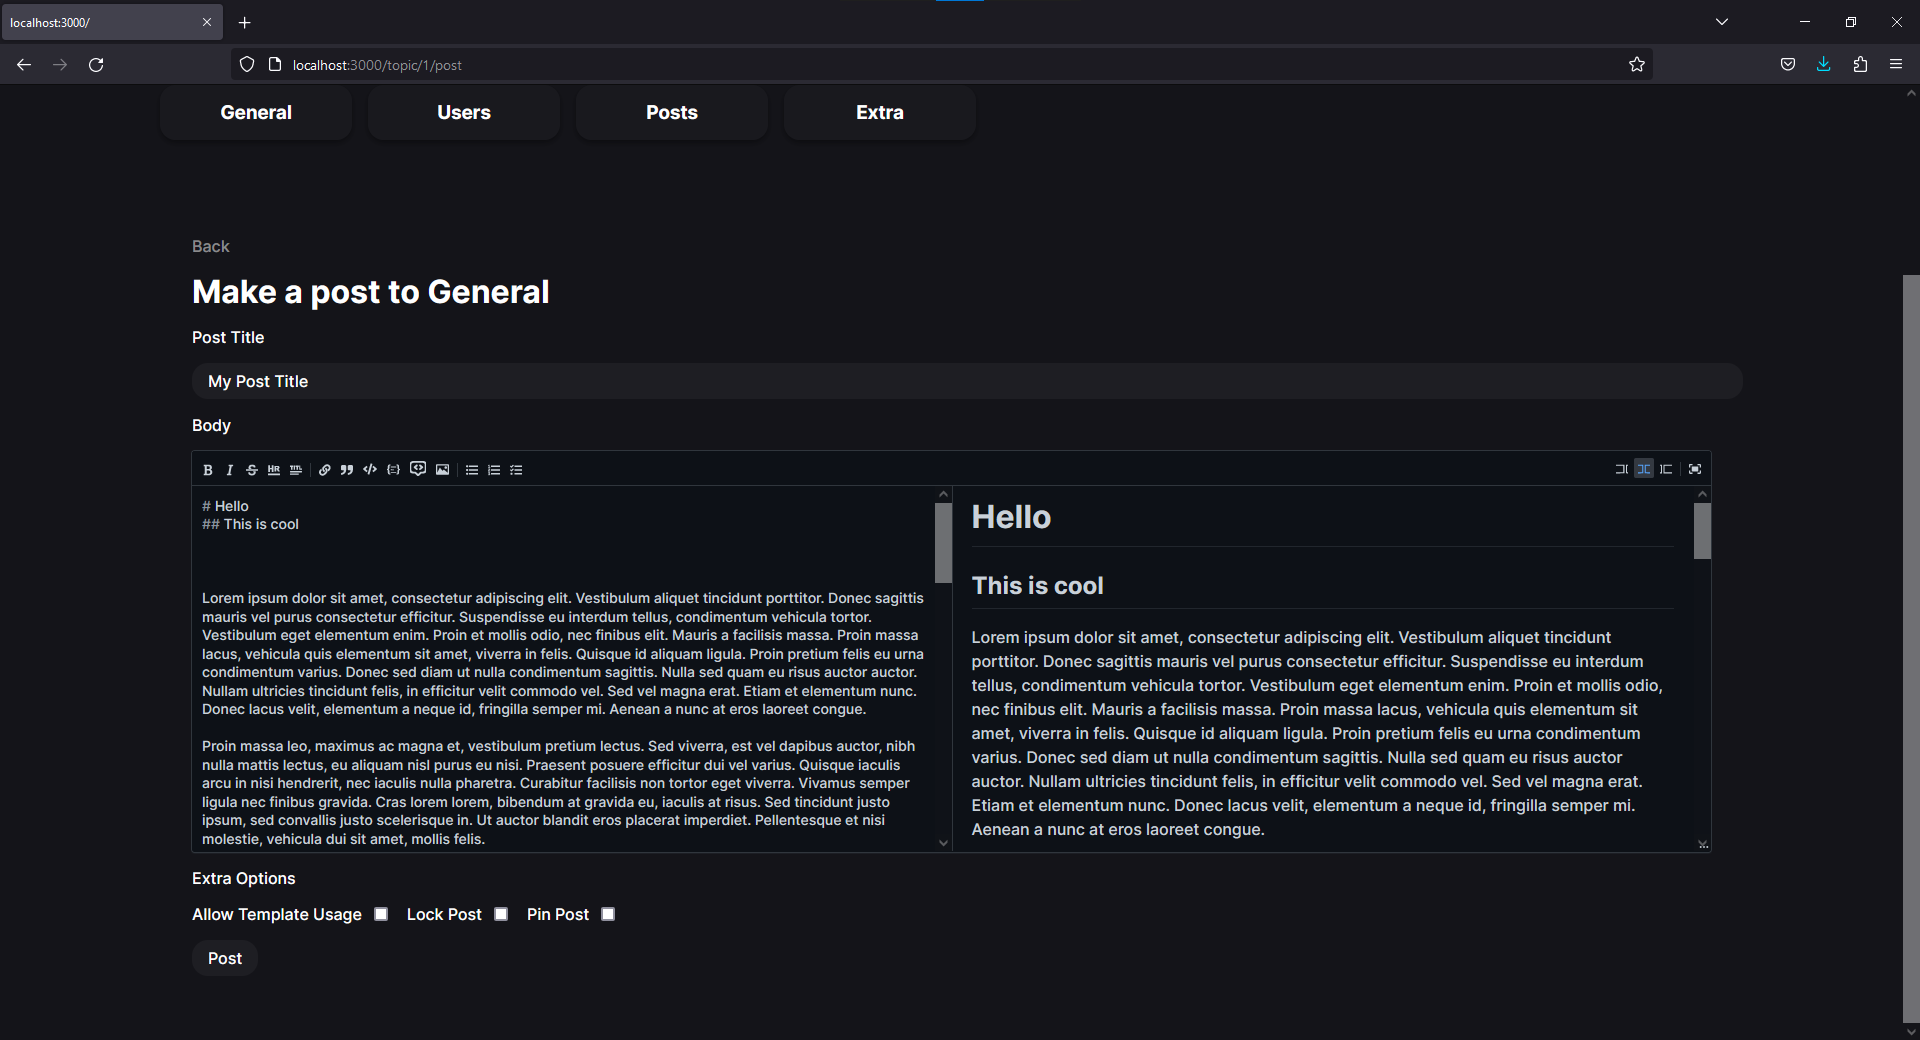 localhost:3000/
localhost:3000/topic/1/post
General Users Posts Extra
Back
Make a post to General
Post Title
My Post Title
Body
# Hello
## This is cool
Lorem ipsum dolor sit amet, consectetur adipiscing elit. Vestibulum aliquet tincidunt porttitor. Donec sagittis
mauris vel purus consectetur efficitur. Suspendisse eu interdum tellus, condimentum vehicula tortor.
Vestibulum eget elementum enim. Proin et mollis odio, nec finibus elit. Mauris a facilisis massa. Proin massa
lacus, vehicula quis elementum sit amet, viverra in felis. Quisque id aliquam ligula. Proin pretium felis eu urna
condimentum varius. Donec sed diam ut nulla condimentum sagittis. Nulla sed quam eu risus auctor auctor.
Nullam ultricies tincidunt felis, in efficitur velit commodo vel. Sed vel magna erat. Etiam et elementum nunc.
Donec lacus velit, elementum a neque id, fringilla semper mi. Aenean a nunc at eros laoreet congue.
Proin massa leo, maximus ac magna et, vestibulum pretium lectus. Sed viverra, est vel dapibus auctor, nibh
nulla mattis lectus, eu aliquam nisl purus eu nisi. Praesent posuere efficitur dui vel varius. Quisque iaculis
arcu in nisi hendrerit, nec iaculis nulla pharetra. Curabitur facilisis non tortor eget viverra. Vivamus semper
ligula nec finibus gravida. Cras lorem lorem, bibendum at gravida eu, iaculis at risus. Sed tincidunt justo
ipsum, sed convallis justo scelerisque in. Ut auctor blandit eros placerat imperdiet. Pellentesque et nisi
molestie, vehicula dui sit amet, mollis felis.
Hello
This is cool
Lorem ipsum dolor sit amet, consectetur adipiscing elit. Vestibulum aliquet tincidunt
porttitor. Donec sagittis mauris vel purus consectetur efficitur. Suspendisse eu interdum
tellus, condimentum vehicula tortor. Vestibulum eget elementum enim. Proin et mollis odio,
nec finibus elit. Mauris a facilisis massa. Proin massa lacus, vehicula quis elementum sit
amet, viverra in felis. Quisque id aliquam ligula. Proin pretium felis eu urna condimentum
varius. Donec sed diam ut nulla condimentum sagittis. Nulla sed quam eu risus auctor
auctor. Nullam ultricies tincidunt felis, in efficitur velit commodo vel. Sed vel magna erat.
Etiam et elementum nunc. Donec lacus velit, elementum a neque id, fringilla semper mi.
Aenean a nunc at eros laoreet congue.
Extra Options
Allow Template Usage Lock Post Pin Post
Post